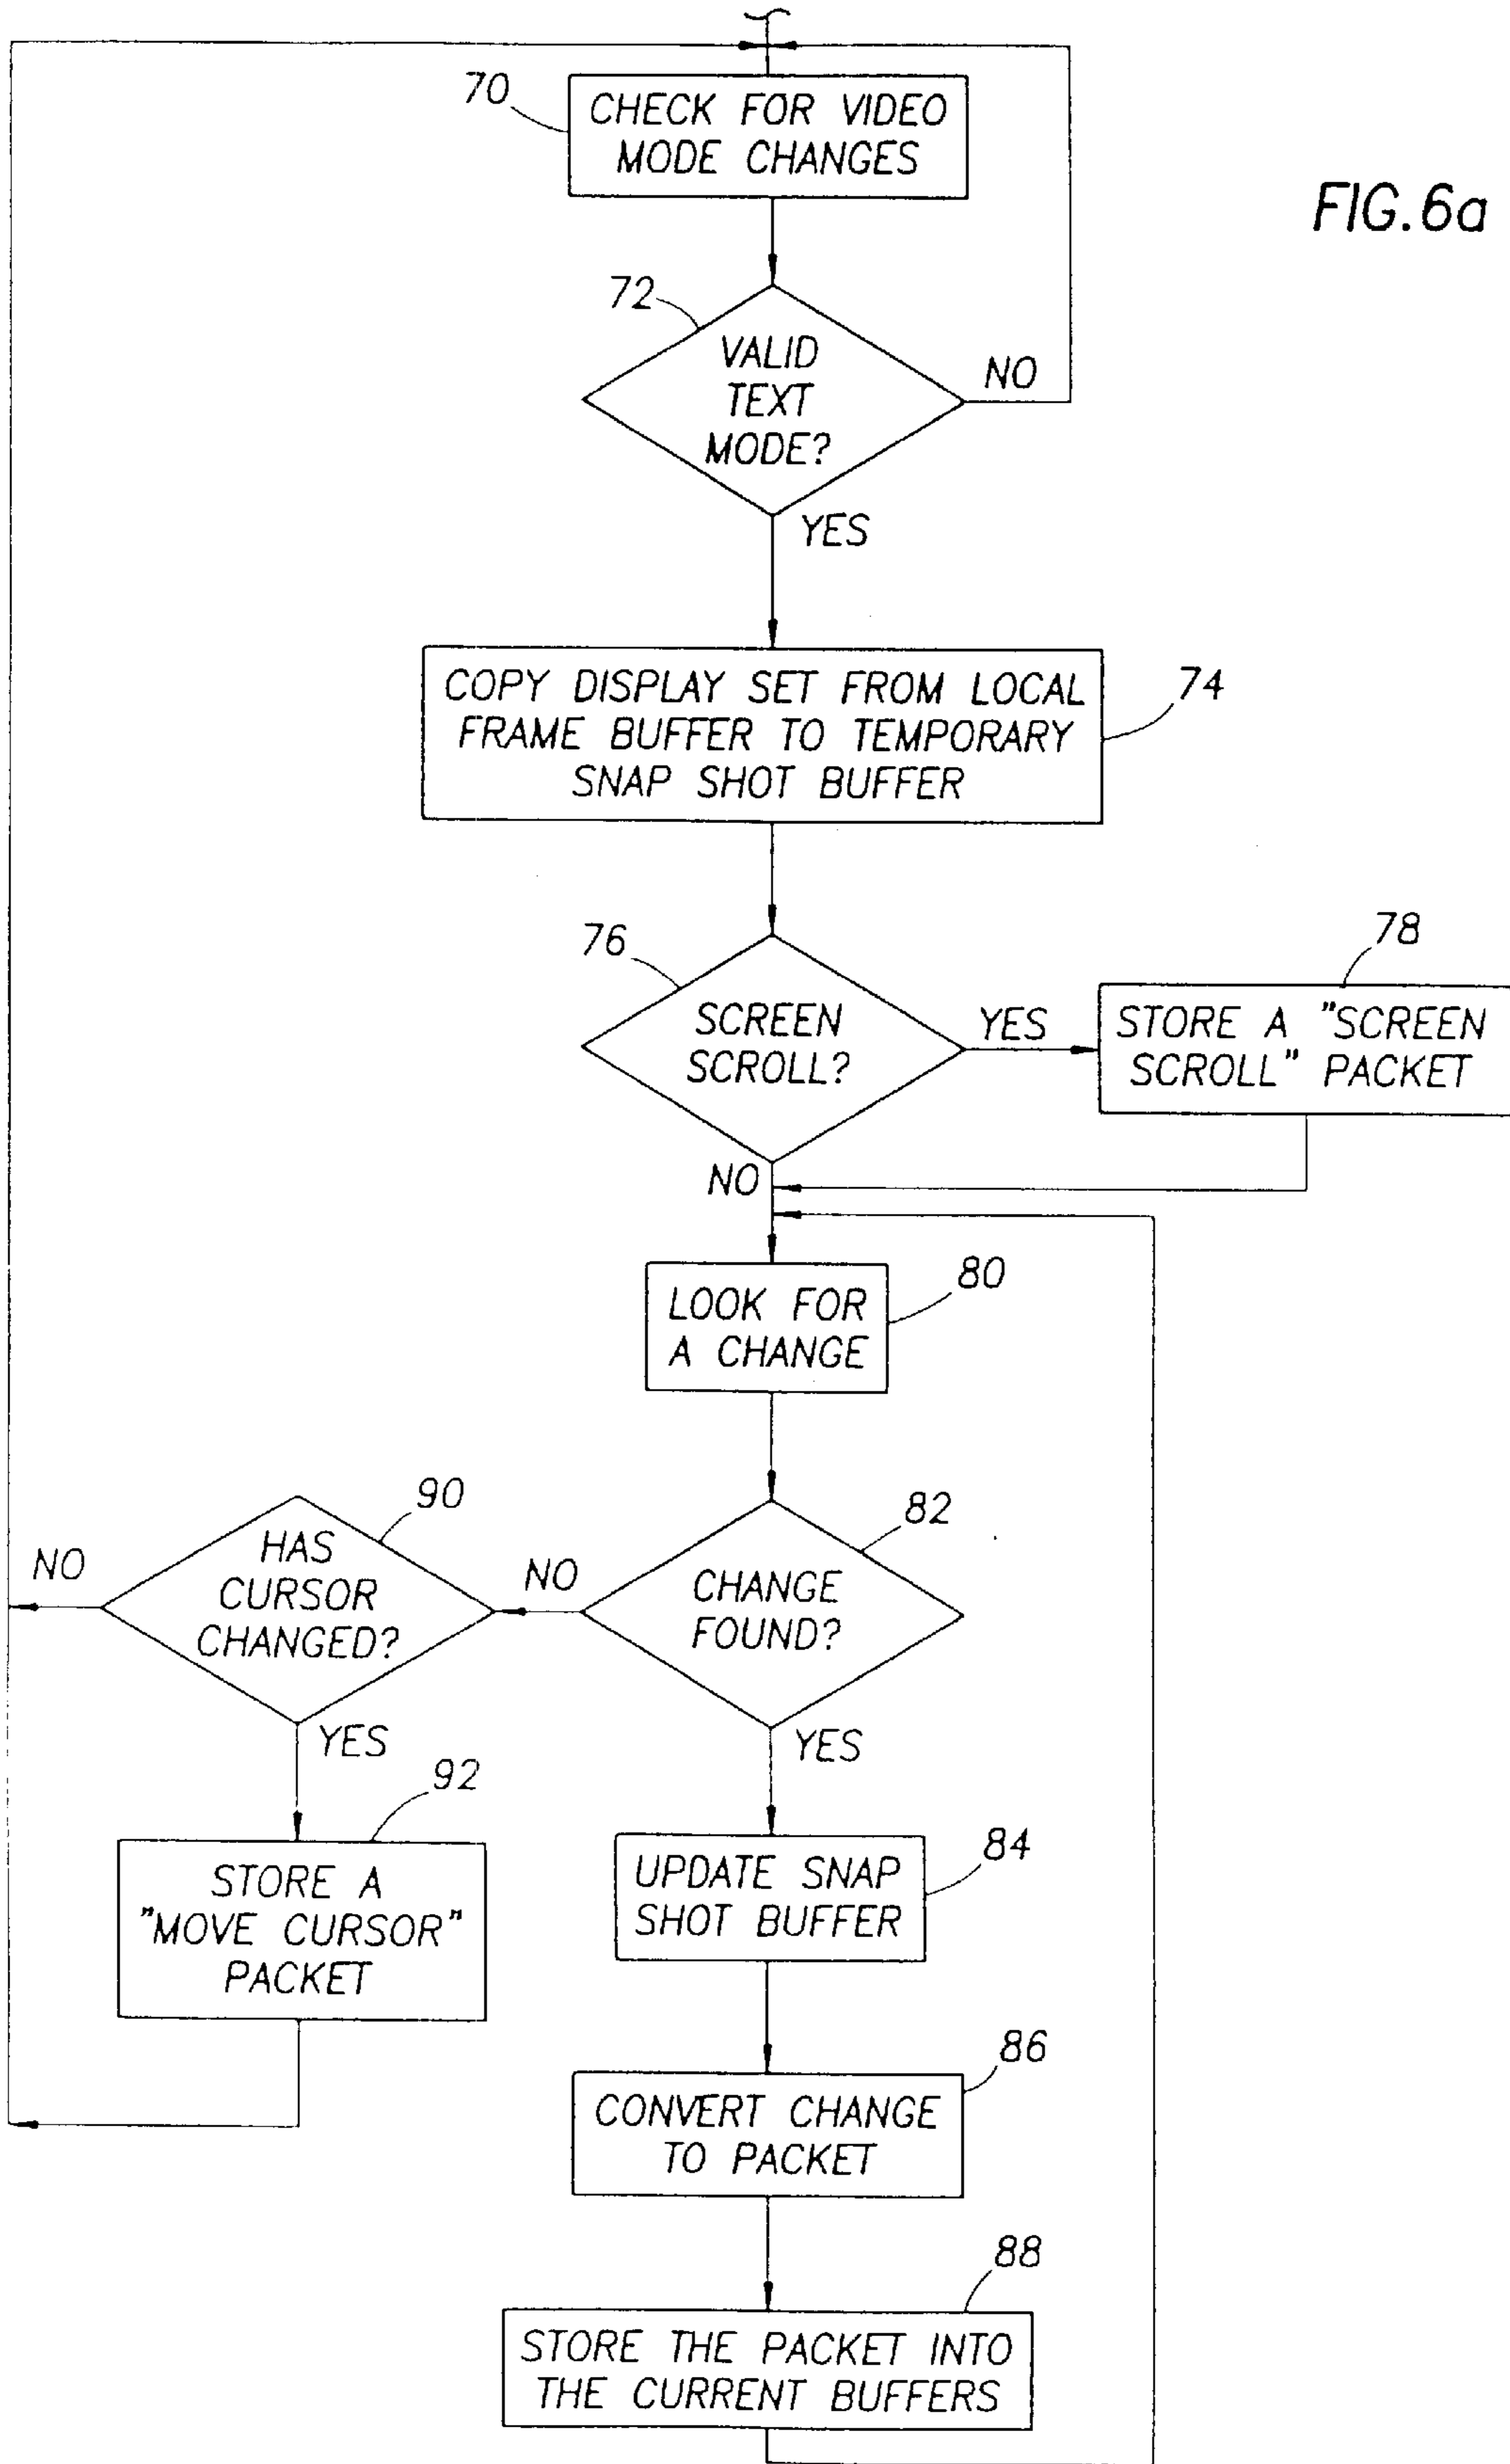 FIG.6a
70
CHECK FOR VIDEO
MODE CHANGES
72
VALID
TEXT
MODE?
NO
YES
74
COPY DISPLAY SET FROM LOCAL
FRAME BUFFER TO TEMPORARY
SNAP SHOT BUFFER
76
SCREEN
SCROLL?
YES
78
STORE A "SCREEN
SCROLL" PACKET
NO
80
LOOK FOR
A CHANGE
82
CHANGE
FOUND?
NO
90
HAS
CURSOR
CHANGED?
NO
YES
92
STORE A
"MOVE CURSOR"
PACKET
YES
84
UPDATE SNAP
SHOT BUFFER
86
CONVERT CHANGE
TO PACKET
88
STORE THE PACKET INTO
THE CURRENT BUFFERS